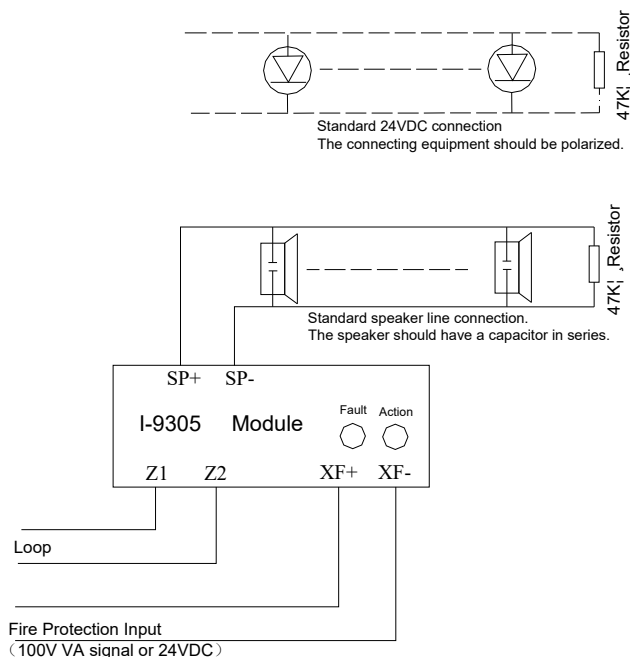 47K¦ ¸Resistor
Standard 24VDC connection
The connecting equipment should be polarized.
47K¦ ¸Resistor
Standard speaker line connection.
The speaker should have a capacitor in series.
SP+ SP-
I-9305 Module
Fault Action
Z1 Z2 XF+ XF-
Loop
Fire Protection Input
（100V VA signal or 24VDC）